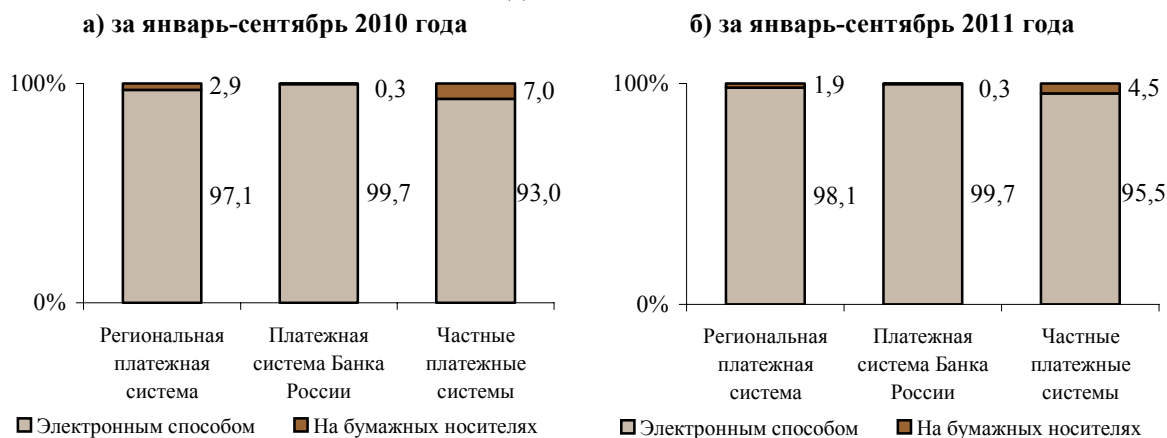 а) за январь-сентябрь 2010 года
100%
2,9
0,3
7,0
97,1
99,7
93,0
0%
Региональная
платежная
система
Платежная
система Банка
России
Частные
платежные
системы
Электронным способом
На бумажных носителях
б) за январь-сентябрь 2011 года
100%
1,9
0,3
4,5
98,1
99,7
95,5
0%
Региональная
платежная
система
Платежная
система Банка
России
Частные
платежные
системы
Электронным способом
На бумажных носителях